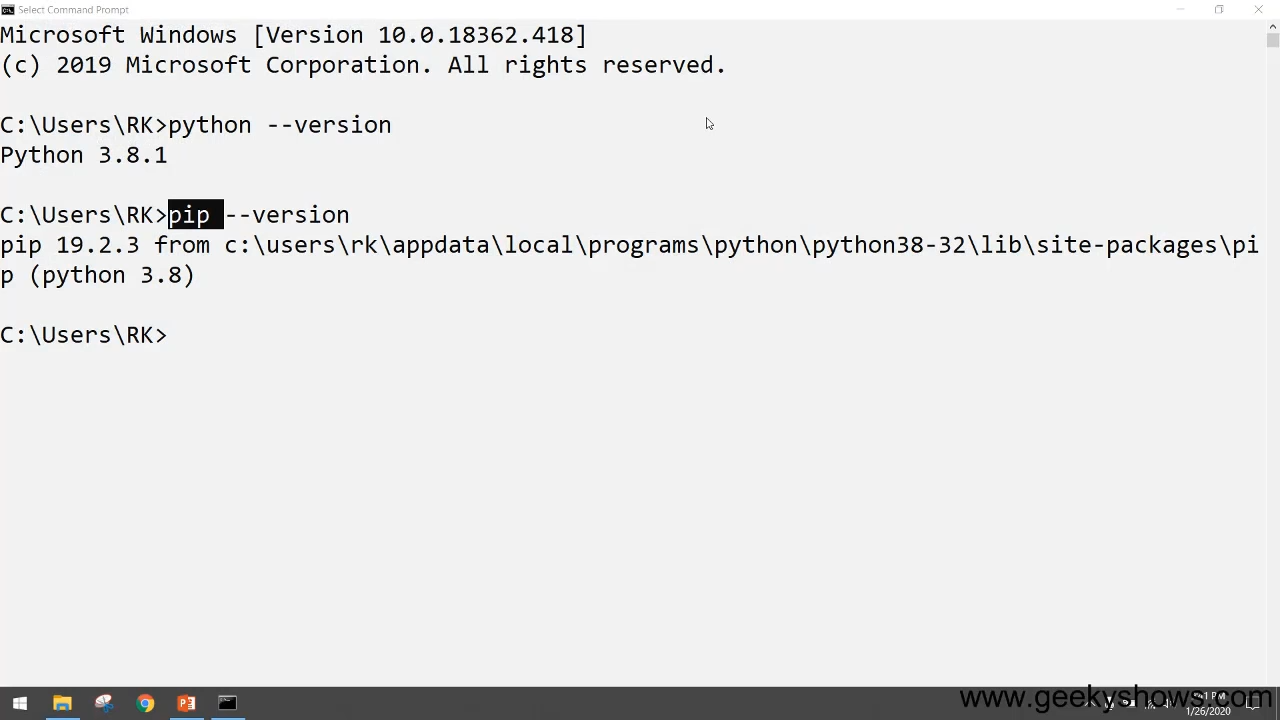 Select Command Prompt
Microsoft Windows [Version 10.0.18362.418]
(c) 2019 Microsoft Corporation. All rights reserved.
C:\Users\RK>python --version
Python 3.8.1
C:\Users\RK>pip --version
pip 19.2.3 from c:\users\rk\appdata\local\programs\python\python38-32\lib\site-packages\pi
p (python 3.8)
C:\Users\RK>
www.geekyshows.com
1/26/2020